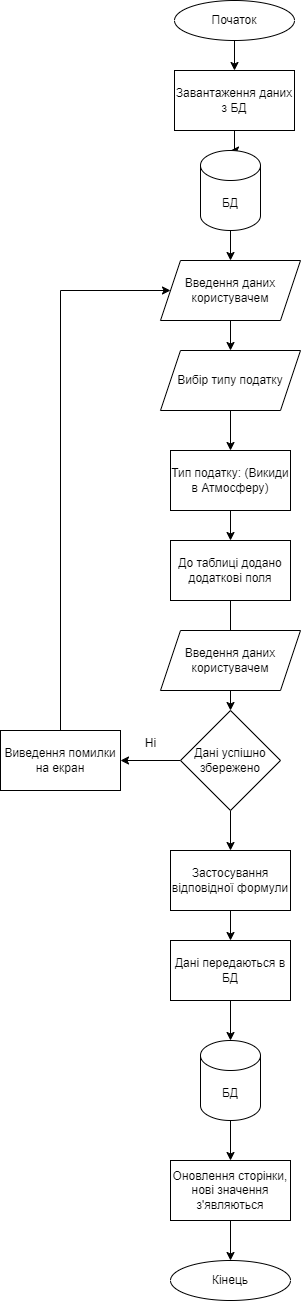 Початок
Завантаження даних
з БД
БД
Введення даних
користувачем
Вибір типу податку
Тип податку: (Викиди
в Атмосферу)
До таблиці додано
додаткові поля
Введення даних
користувачем
Дані успішно
збережено
Ні
Виведення помилки
на екран
Застосування
відповідної формули
Дані передаються в
БД
БД
Оновлення сторінки,
нові значення
з'являються
Кінець